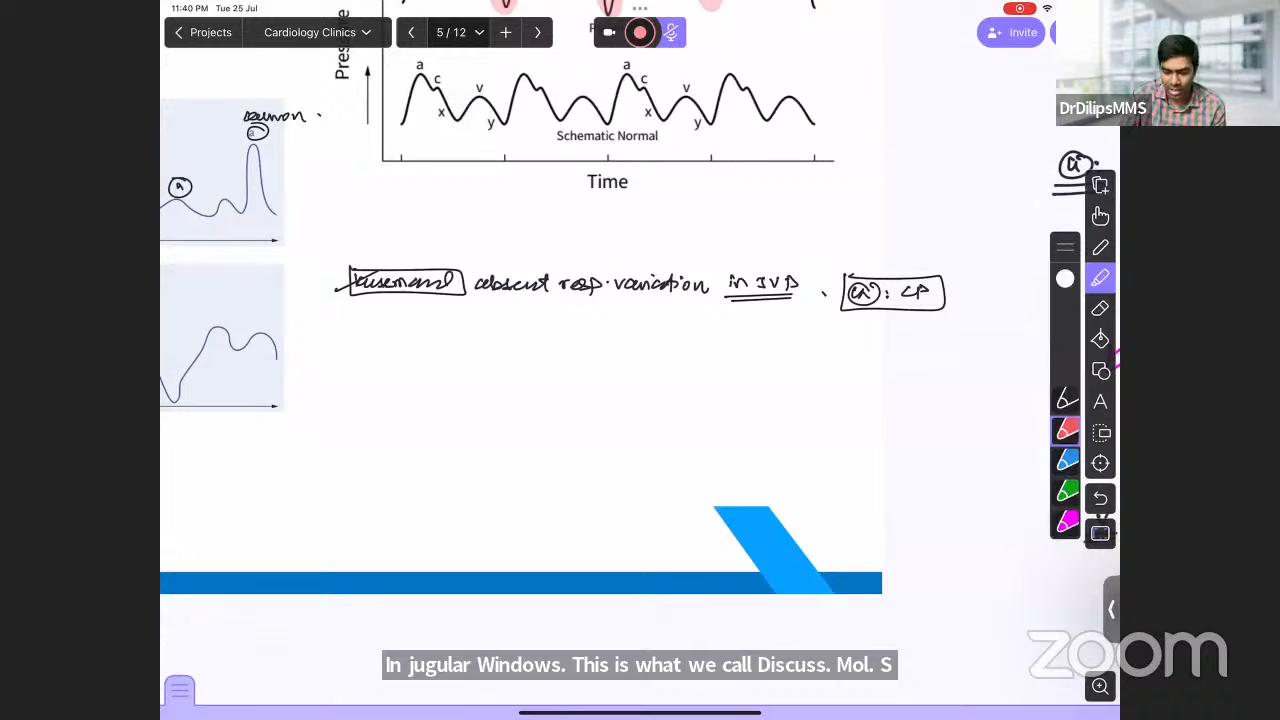 11:40 PM Tue 25 Jul
Projects
Cardiology Clinics
5 / 12
Invite
DrDilipsMMS
Pressure
a
c
x
v
y
a
c
x
v
y
Schematic Normal
Time
a
a
absent resp. variation in JVP
a : CP
a
A
In jugular Windows. This is what we call Discuss. Mol. S
zoom